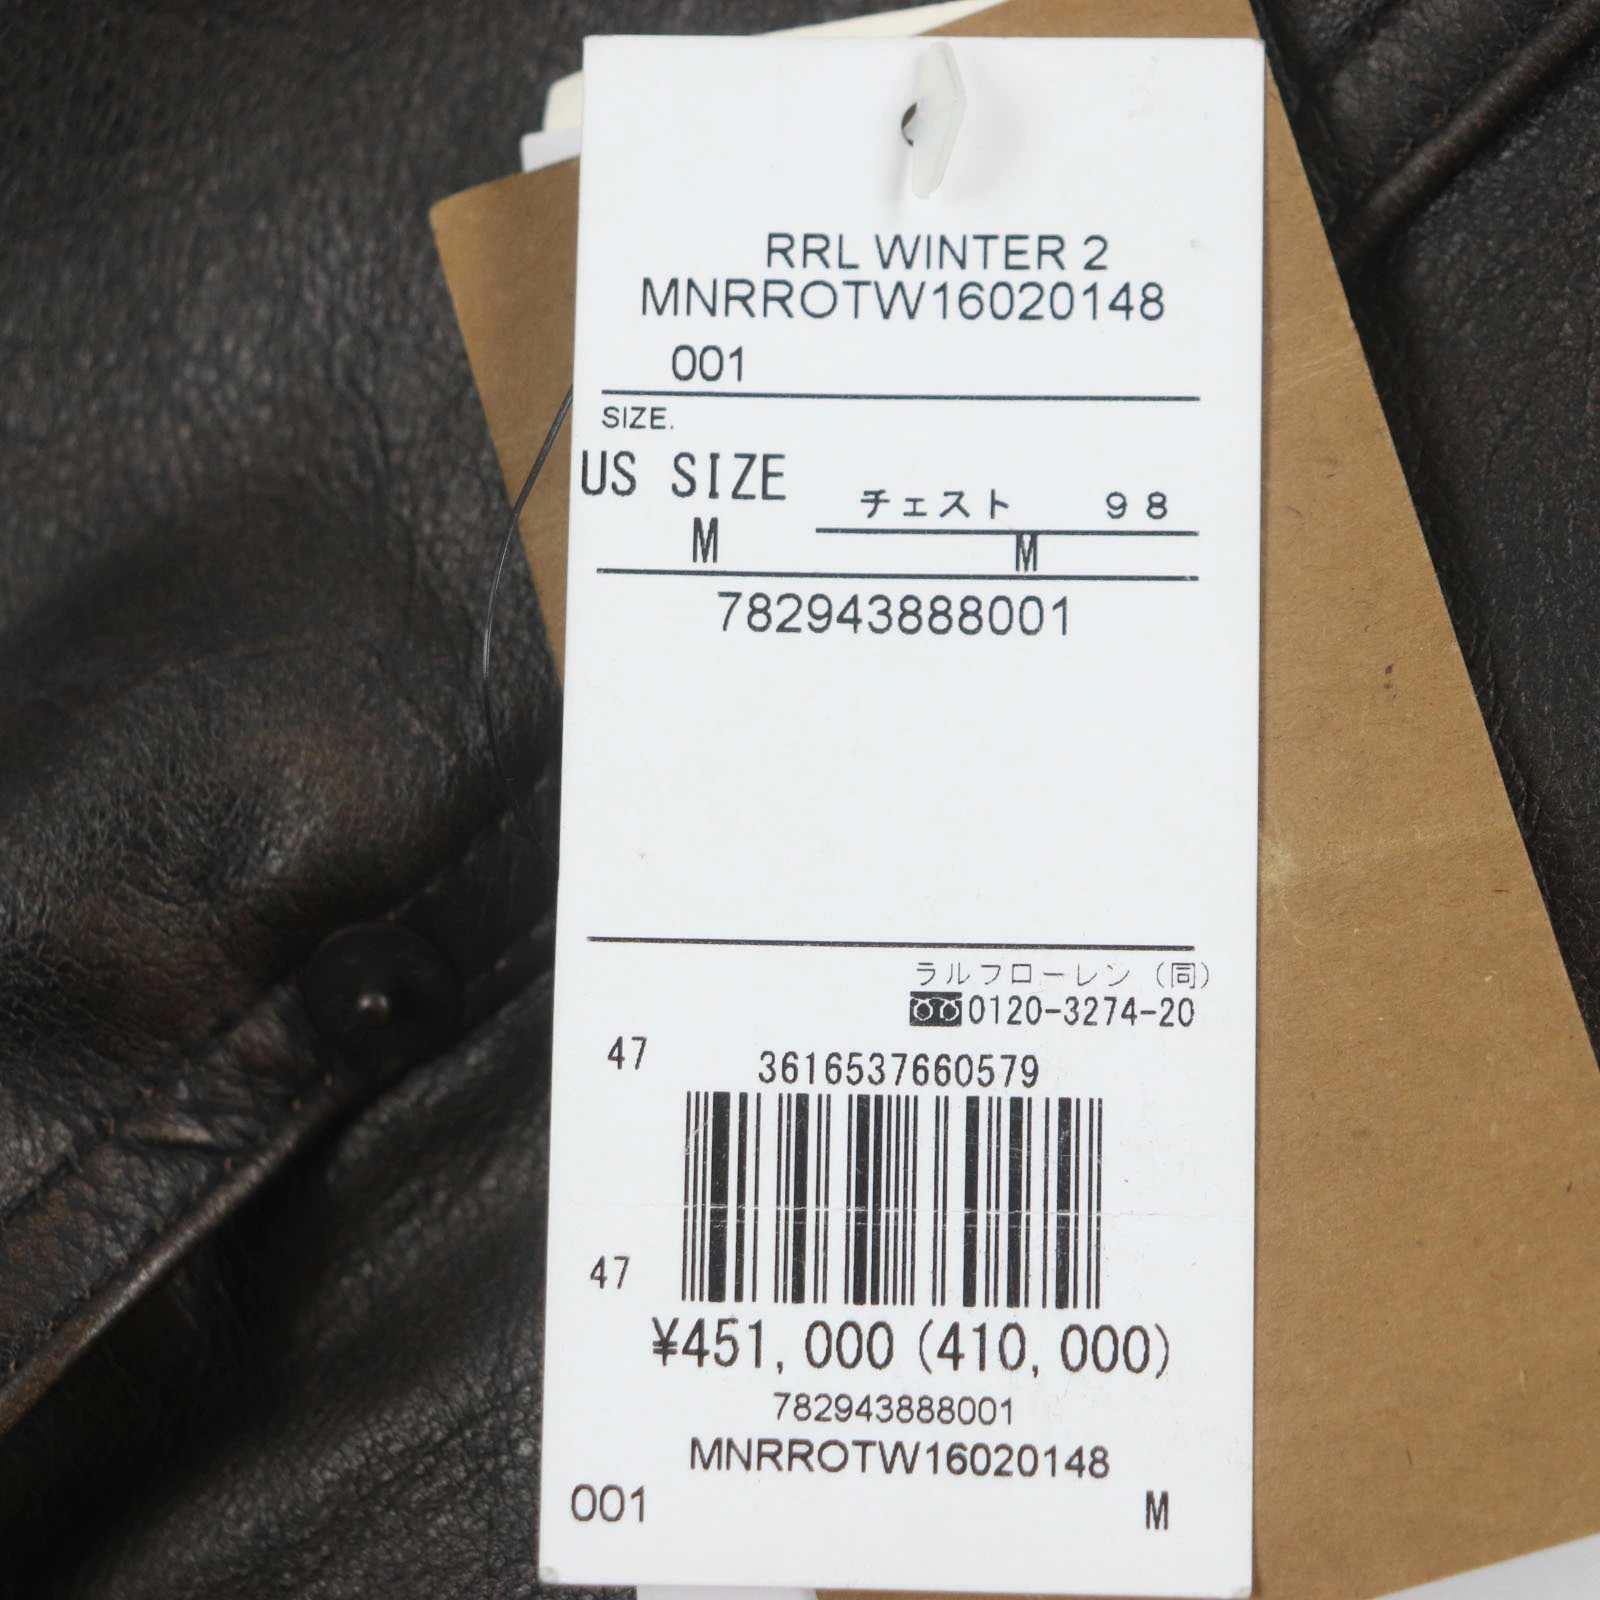 RRL WINTER 2
MNRROTW16020148
001
SIZE.
US SIZE
チェスト 98
M M
782943888001
ラルフローレン(同)
0120-3274-20
47 3616537660579
47
¥451,000(410,000)
782943888001
MNRROTW16020148
001 M